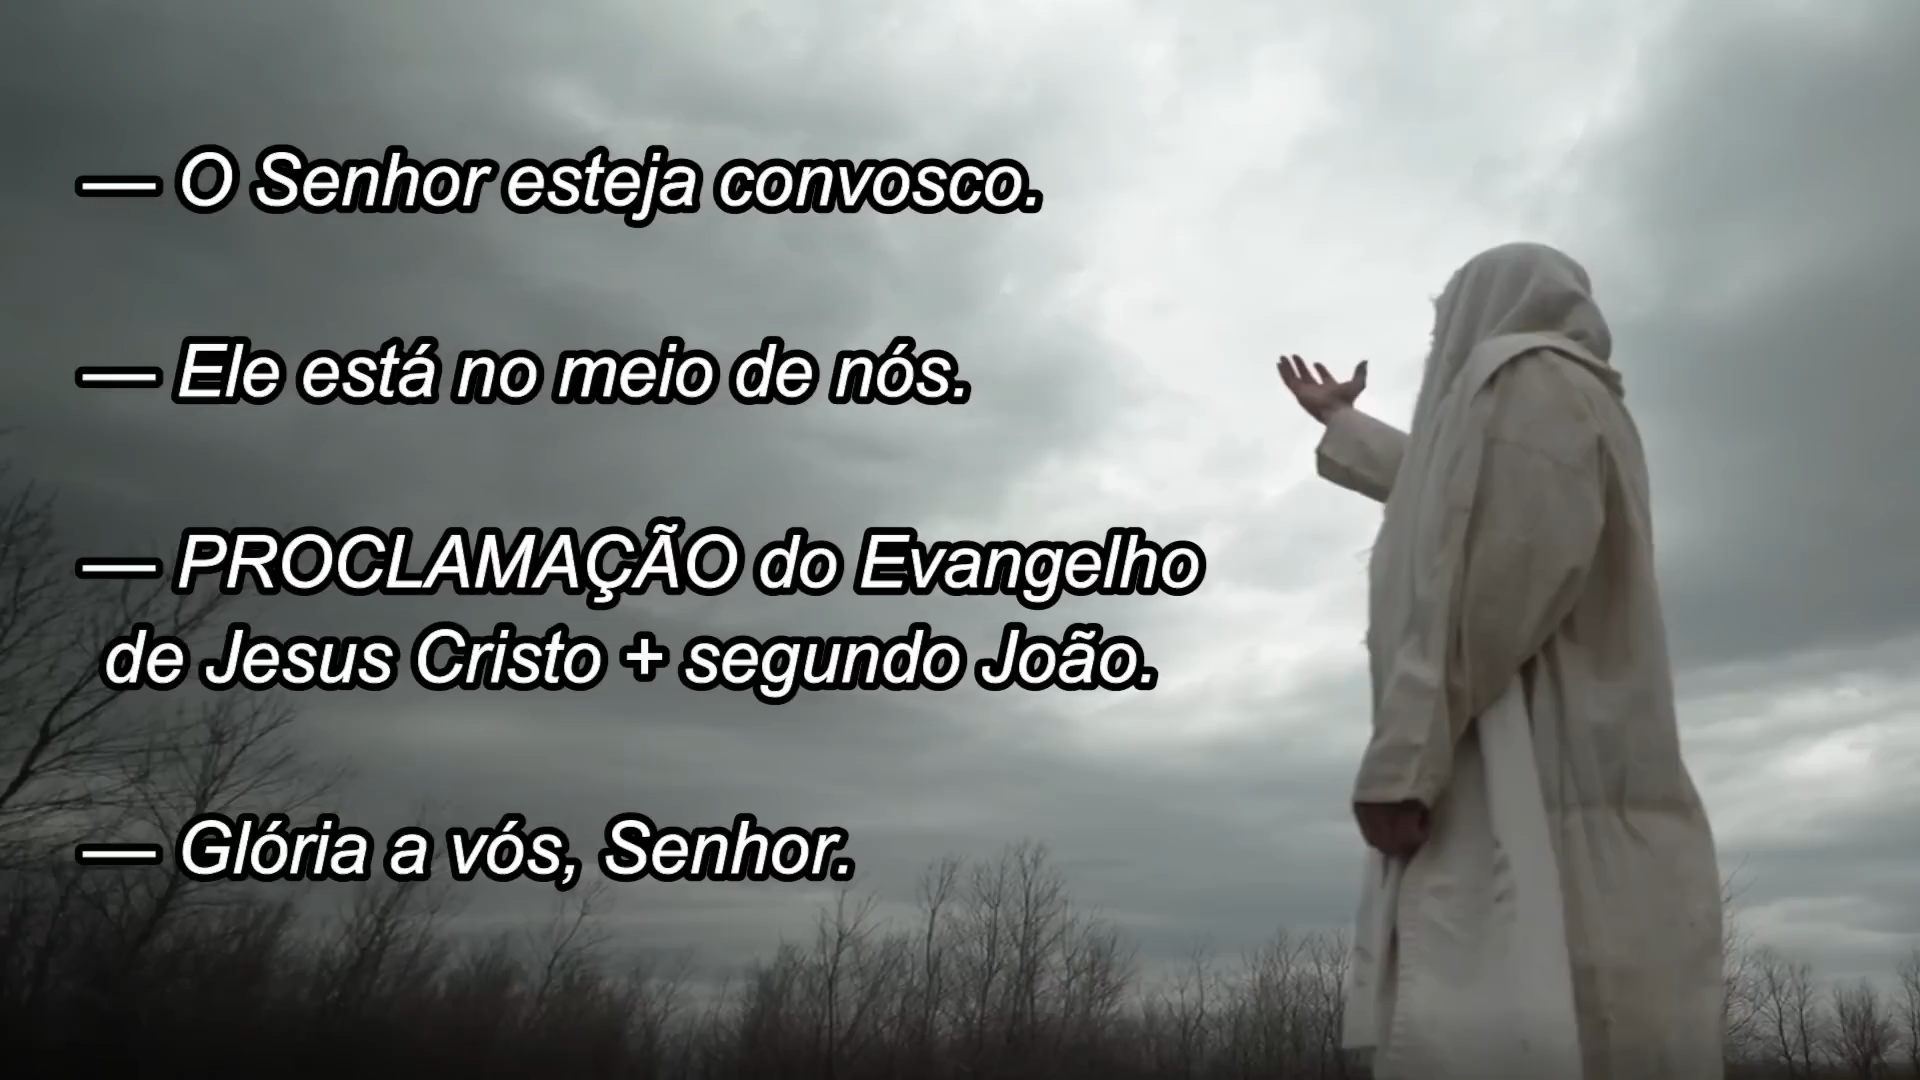 — O Senhor esteja convosco.
— Ele está no meio de nós.
— PROCLAMAÇÃO do Evangelho
de Jesus Cristo + segundo João.
— Glória a vós, Senhor.